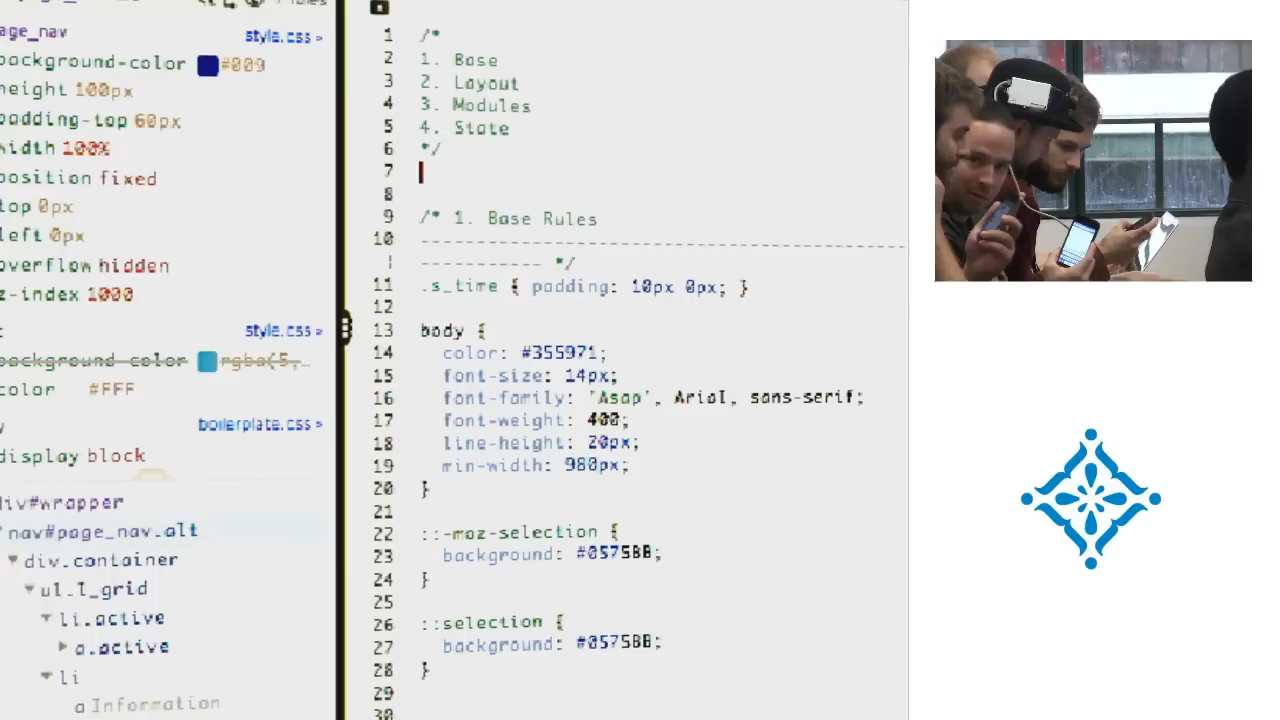 page_nav
style.css »
background-color #009
height 100px
padding-top 60px
width 100%
position fixed
top 0px
left 0px
overflow hidden
z-index 1000
style.css »
background-color rgba(5,…
color #FFF
boilerplate.css »
display block
div#wrapper
nav#page_nav.alt
div.container
ul.l_grid
li.active
a.active
li
a Information
1 /*
2 1. Base
3 2. Layout
4 3. Modules
5 4. State
6 */
7
8
9 /* 1. Base Rules
10 --------------------------------------------
----------- */
11 .s_time { padding: 10px 0px; }
12
13 body {
14 color: #355971;
15 font-size: 14px;
16 font-family: 'Asap', Arial, sans-serif;
17 font-weight: 400;
18 line-height: 20px;
19 min-width: 980px;
20 }
21
22 ::-moz-selection {
23 background: #0575BB;
24 }
25
26 ::selection {
27 background: #0575BB;
28 }
29
30